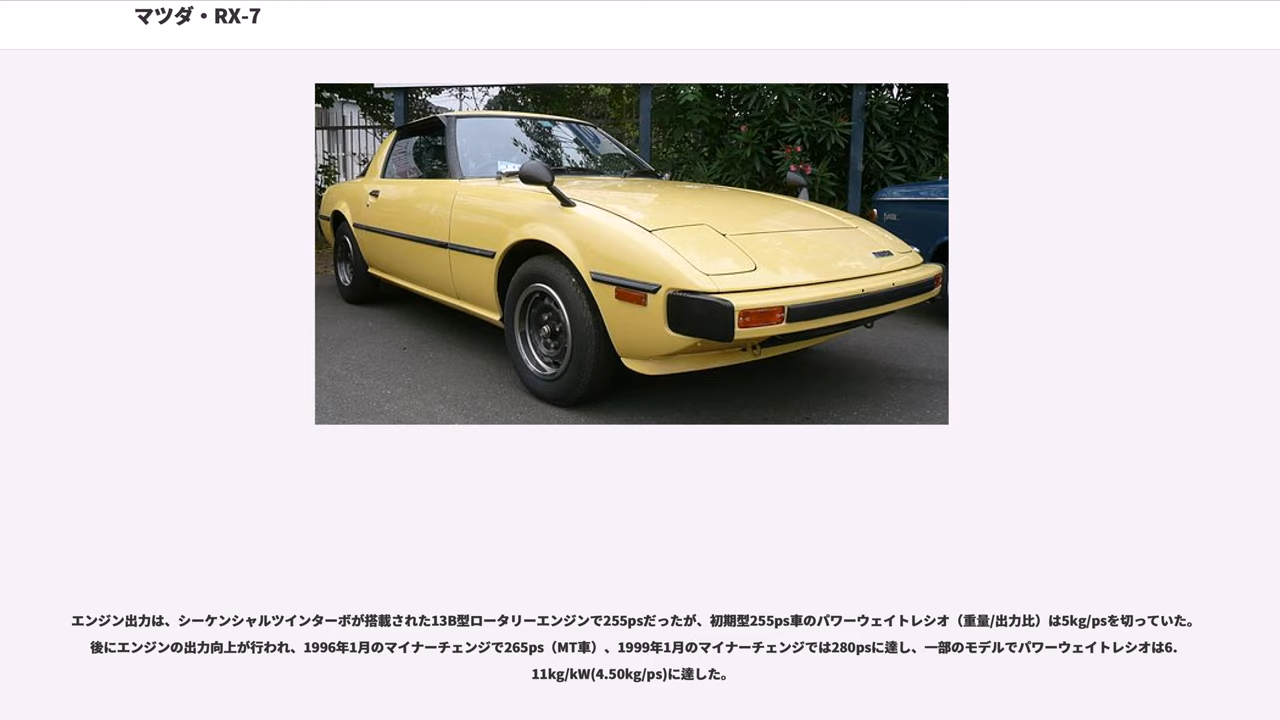 マツダ・RX-7
エンジン出力は、シーケンシャルツインターボが搭載された13B型ロータリーエンジンで255psだったが、初期型255ps車のパワーウェイトレシオ（重量/出力比）は5kg/psを切っていた。
後にエンジンの出力向上が行われ、1996年1月のマイナーチェンジで265ps（MT車）、1999年1月のマイナーチェンジでは280psに達し、一部のモデルでパワーウェイトレシオは6.
11kg/kW(4.50kg/ps)に達した。